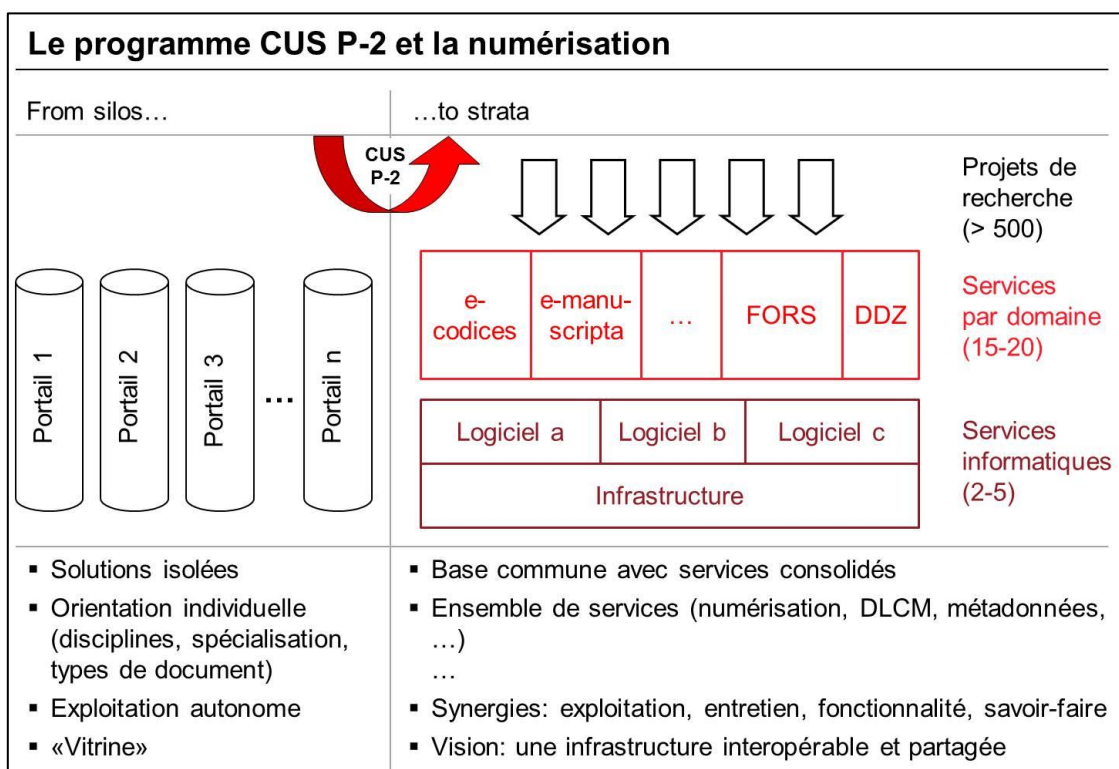 Le programme CUS P-2 et la numérisation
From silos…
…to strata
CUS
P-2
Projets de
recherche
(> 500)
Portail 1
Portail 2
Portail 3
…
Portail n
e-
codices
e-manu-
scripta
…
FORS
DDZ
Services
par domaine
(15-20)
Logiciel a
Logiciel b
Logiciel c
Infrastructure
Services
informatiques
(2-5)
▪ Solutions isolées
▪ Orientation individuelle
(disciplines, spécialisation,
types de document)
▪ Exploitation autonome
▪ «Vitrine»
▪ Base commune avec services consolidés
▪ Ensemble de services (numérisation, DLCM, métadonnées,
…)
…
▪ Synergies: exploitation, entretien, fonctionnalité, savoir-faire
▪ Vision: une infrastructure interopérable et partagée